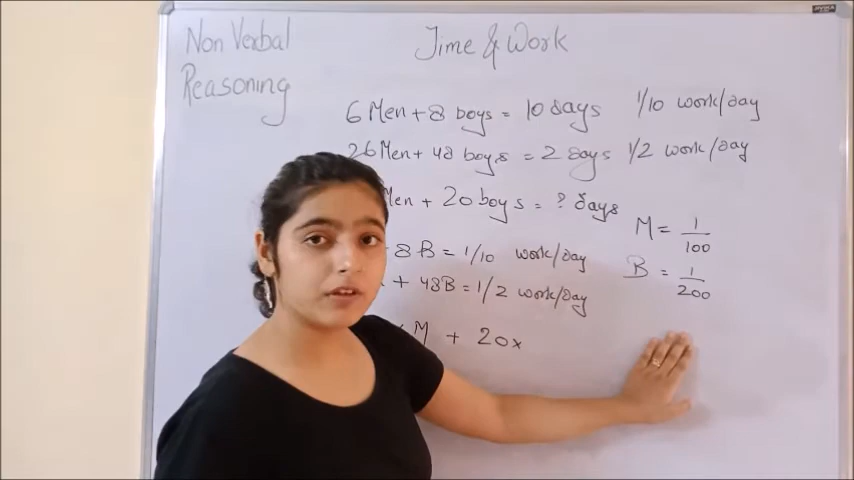 Non Verbal
Reasoning
Time & Work
6 Men + 8 boys = 10 days 1/10 work/day
26 Men + 48 boys = 2 days 1/2 work/day
Men + 20 boys = ? days
8B = 1/10 work/day
+ 48B = 1/2 work/day
M + 20x
M = 1/100
B = 1/200